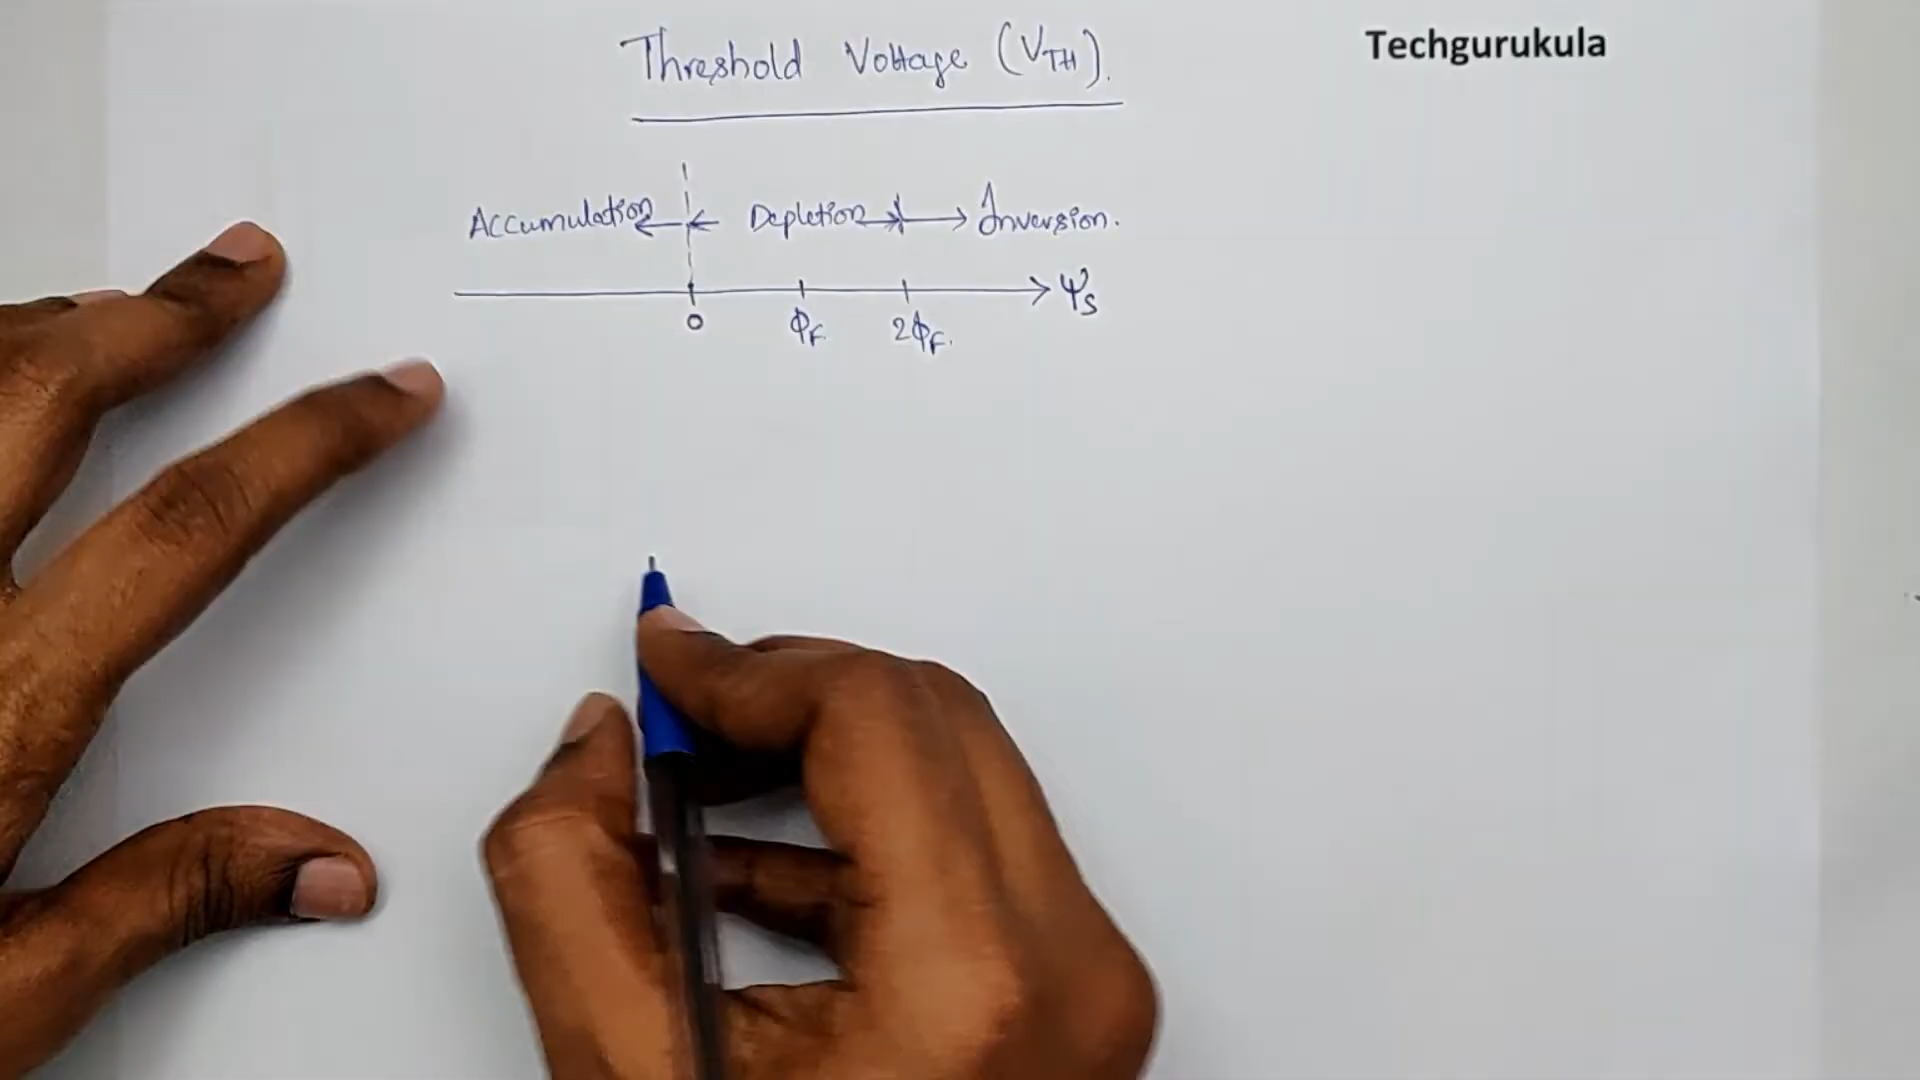 Threshold Voltage (VTH).
Techgurukula
Accumulation Depletion Inversion.
0 ϕF 2ϕF. ψS